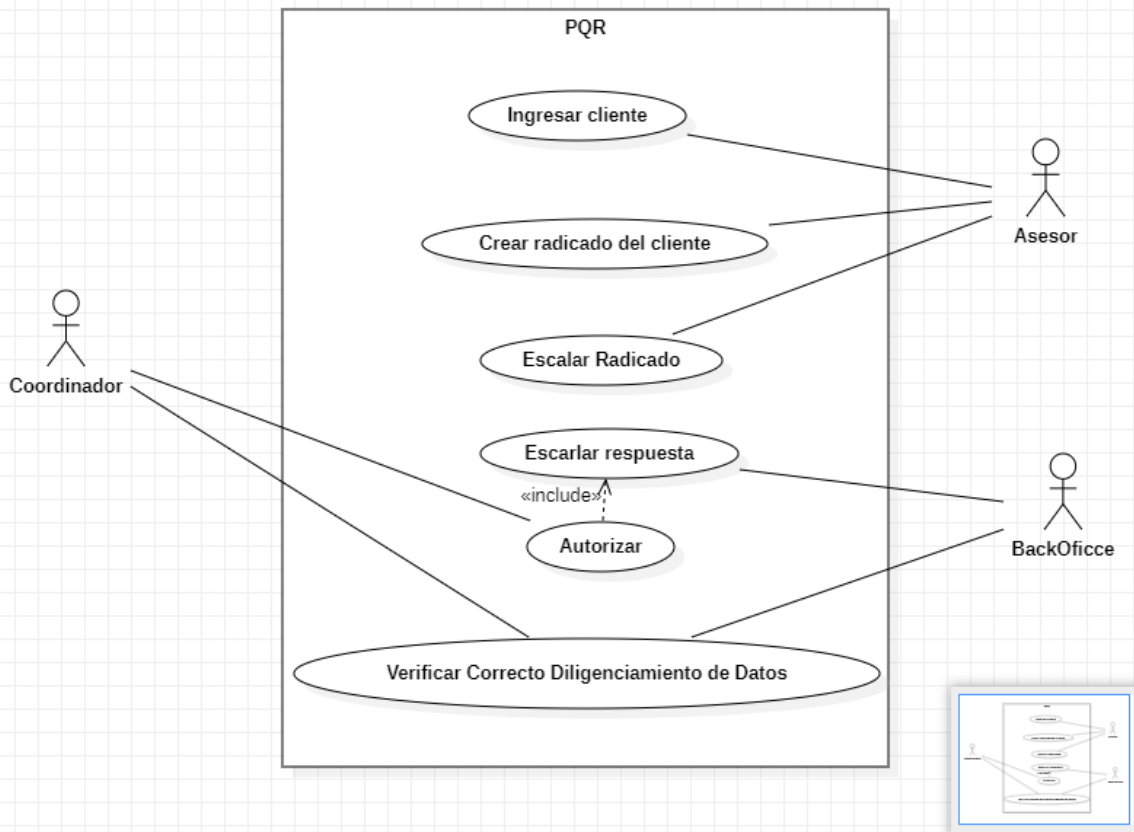 PQR
Ingresar cliente
Crear radicado del cliente
Asesor
Escalar Radicado
Coordinador
Escarlar respuesta
«include»
Autorizar
BackOficce
Verificar Correcto Diligenciamiento de Datos